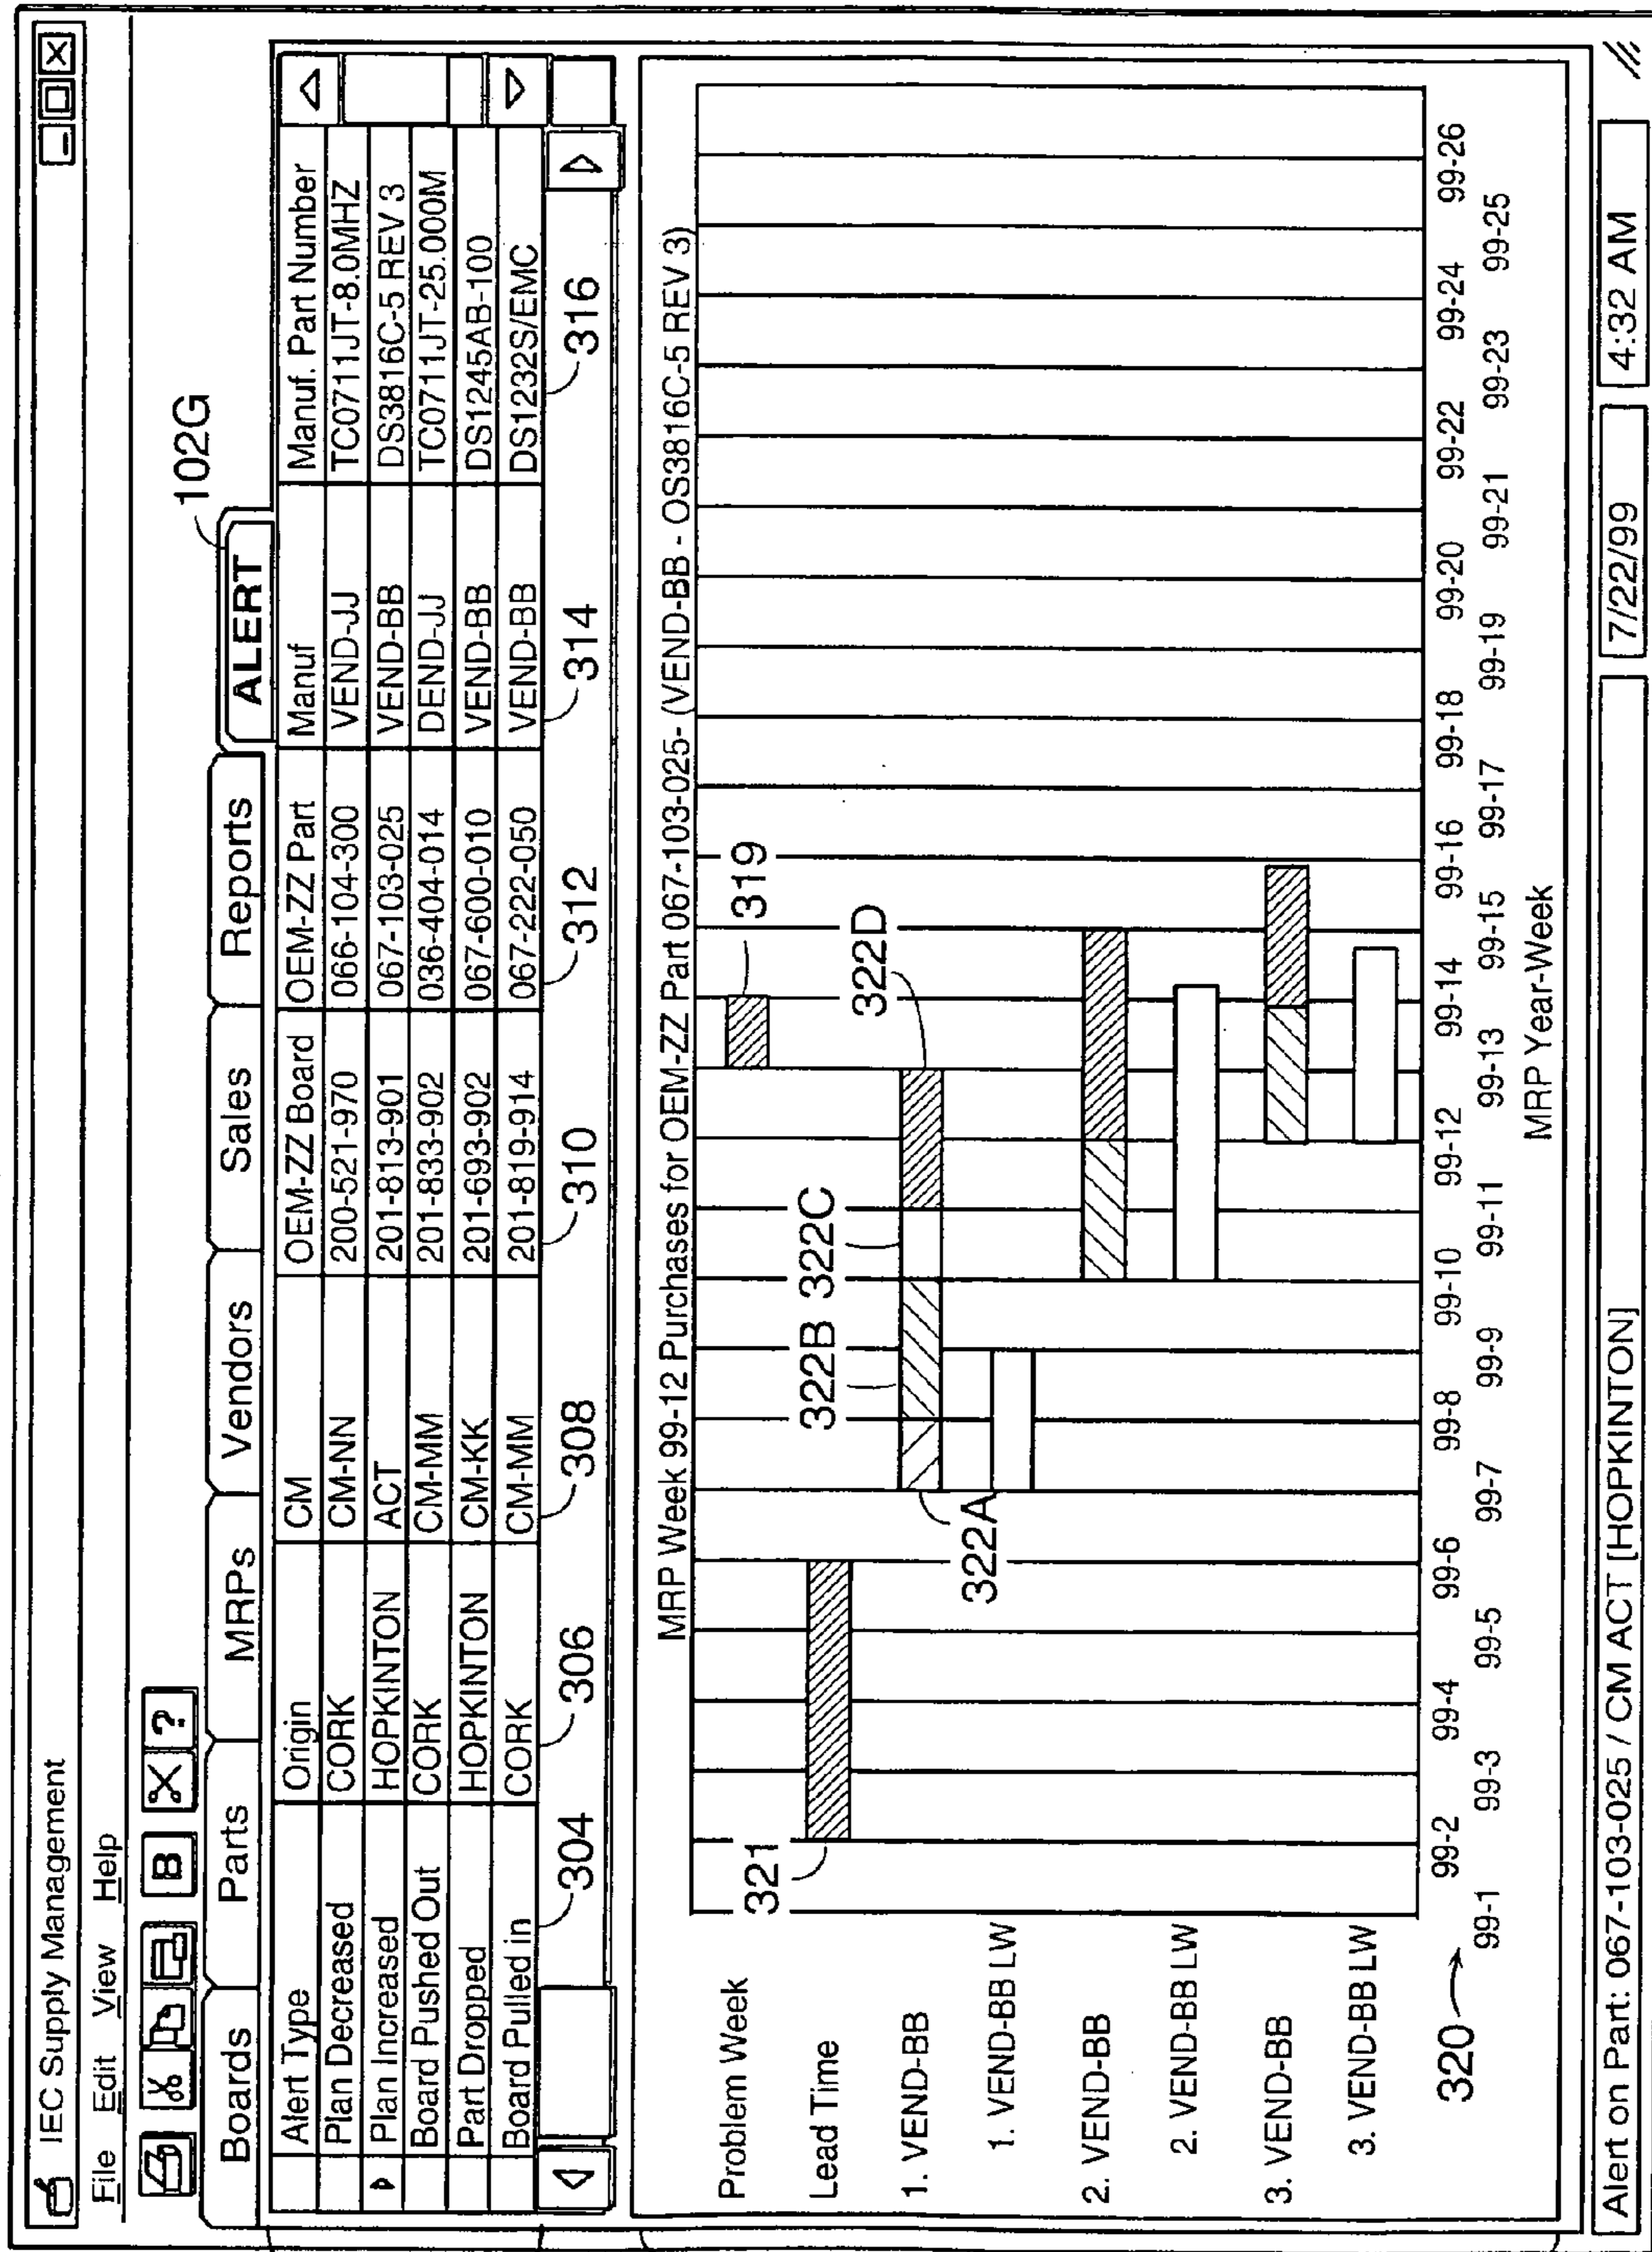 IEC Supply Management
File Edit View Help
B ?
102G
Boards Parts MRPs Vendors Sales Reports ALERT
Alert Type Origin CM OEM-ZZ Board OEM-ZZ Part Manuf Manuf. Part Number
Plan Decreased CORK CM-NN 200-521-970 066-104-300 VEND-JJ TC0711JT-8.0MHZ
Plan Increased HOPKINTON ACT 201-813-901 067-103-025 VEND-BB DS3816C-5 REV 3
Board Pushed Out CORK CM-MM 201-833-902 036-404-014 DEND-JJ TC0711JT-25.000M
Part Dropped HOPKINTON CM-KK 201-693-902 067-600-010 VEND-BB DS1245AB-100
Board Pulled in CORK CM-MM 201-819-914 067-222-050 VEND-BB DS1232S/EMC
304 306 308 310 312 314 316
MRP Week 99-12 Purchases for OEM-ZZ Part 067-103-025- (VEND-BB - OS3816C-5 REV 3)
Problem Week
319
321
Lead Time
322B 322C
322D
1. VEND-BB
322A
1. VEND-BB LW
2. VEND-BB
2. VEND-BB LW
3. VEND-BB
3. VEND-BB LW
320
99-2 99-4 99-6 99-8 99-10 99-12 99-14 99-16 99-18 99-20 99-22 99-24 99-26
99-1 99-3 99-5 99-7 99-9 99-11 99-13 99-15 99-17 99-19 99-21 99-23 99-25
MRP Year-Week
Alert on Part: 067-103-025 / CM ACT [HOPKINTON] 7/22/99 4:32 AM